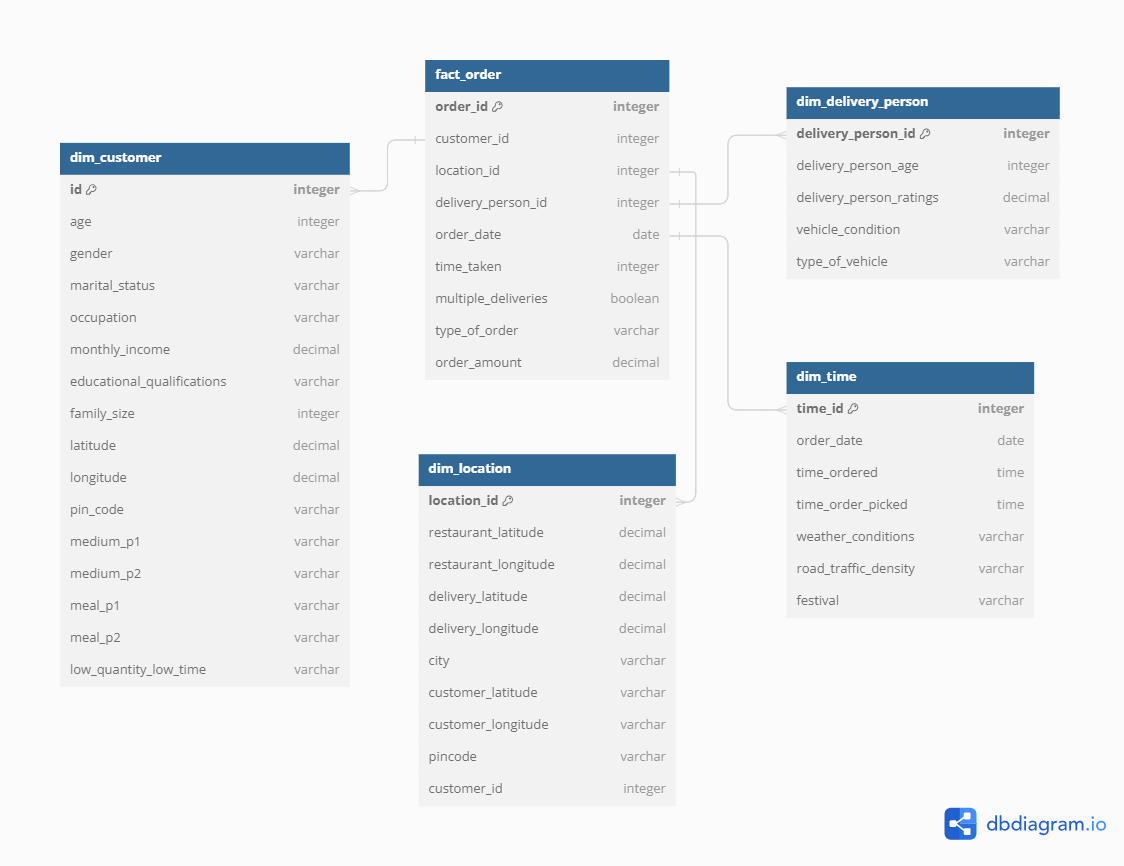 fact_order
order_id integer
customer_id integer
location_id integer
delivery_person_id integer
order_date date
time_taken integer
multiple_deliveries boolean
type_of_order varchar
order_amount decimal
dim_delivery_person
delivery_person_id integer
delivery_person_age integer
delivery_person_ratings decimal
vehicle_condition varchar
type_of_vehicle varchar
dim_customer
id integer
age integer
gender varchar
marital_status varchar
occupation varchar
monthly_income decimal
educational_qualifications varchar
family_size integer
latitude decimal
longitude decimal
pin_code varchar
medium_p1 varchar
medium_p2 varchar
meal_p1 varchar
meal_p2 varchar
low_quantity_low_time varchar
dim_time
time_id integer
order_date date
time_ordered time
time_order_picked time
weather_conditions varchar
road_traffic_density varchar
festival varchar
dim_location
location_id integer
restaurant_latitude decimal
restaurant_longitude decimal
delivery_latitude decimal
delivery_longitude decimal
city varchar
customer_latitude varchar
customer_longitude varchar
pincode varchar
customer_id integer
dbdiagram.io